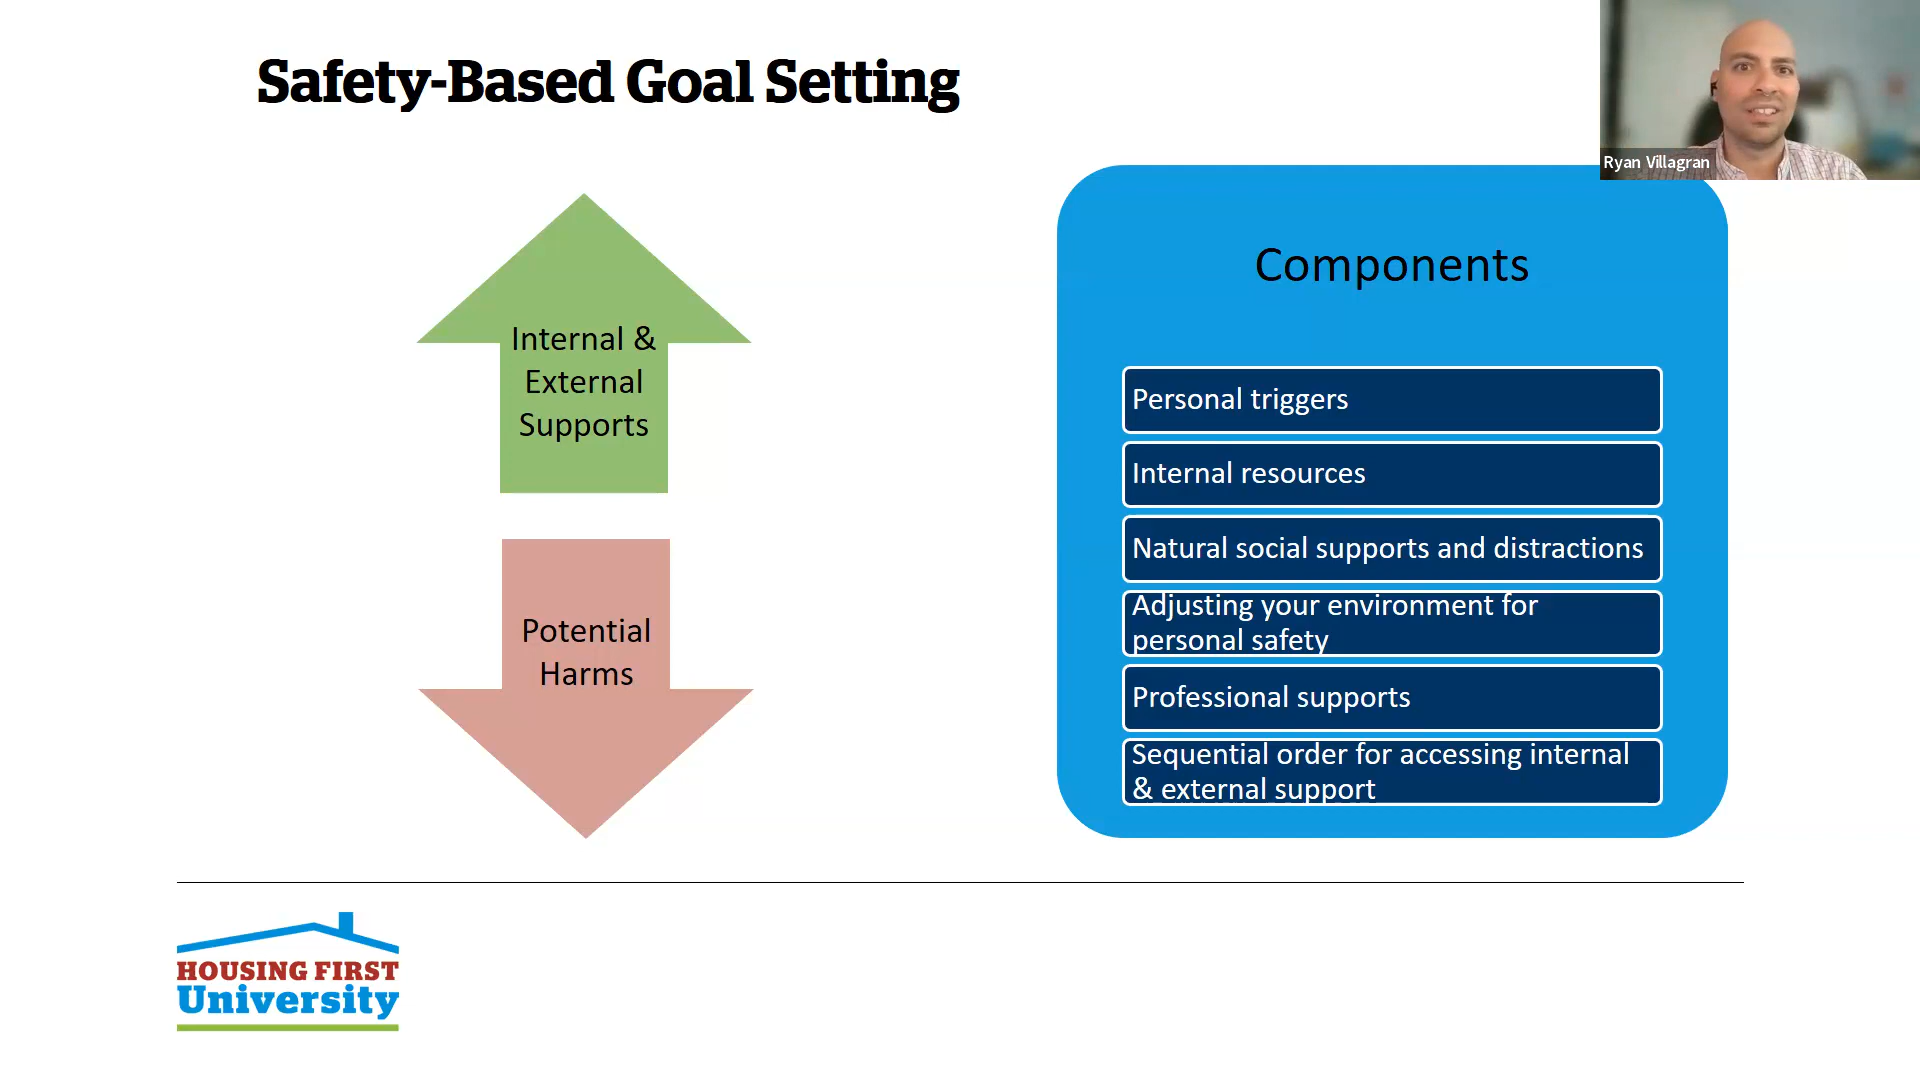 Safety-Based Goal Setting
Ryan Villagran
Internal &
External
Supports
Potential
Harms
Components
Personal triggers
Internal resources
Natural social supports and distractions
Adjusting your environment for
personal safety
Professional supports
Sequential order for accessing internal
& external support
HOUSING FIRST
University